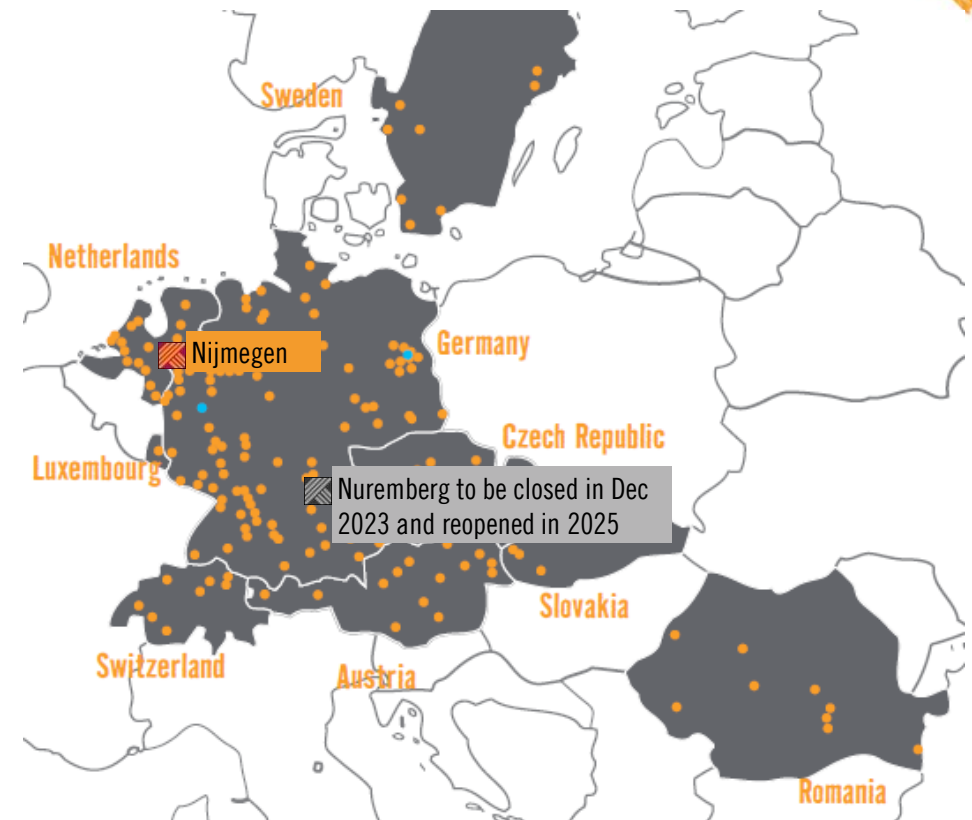 Sweden
Netherlands
Nijmegen
Germany
Czech Republic
Luxembourg
Nuremberg to be closed in Dec
2023 and reopened in 2025
Slovakia
Switzerland
Austria
Romania